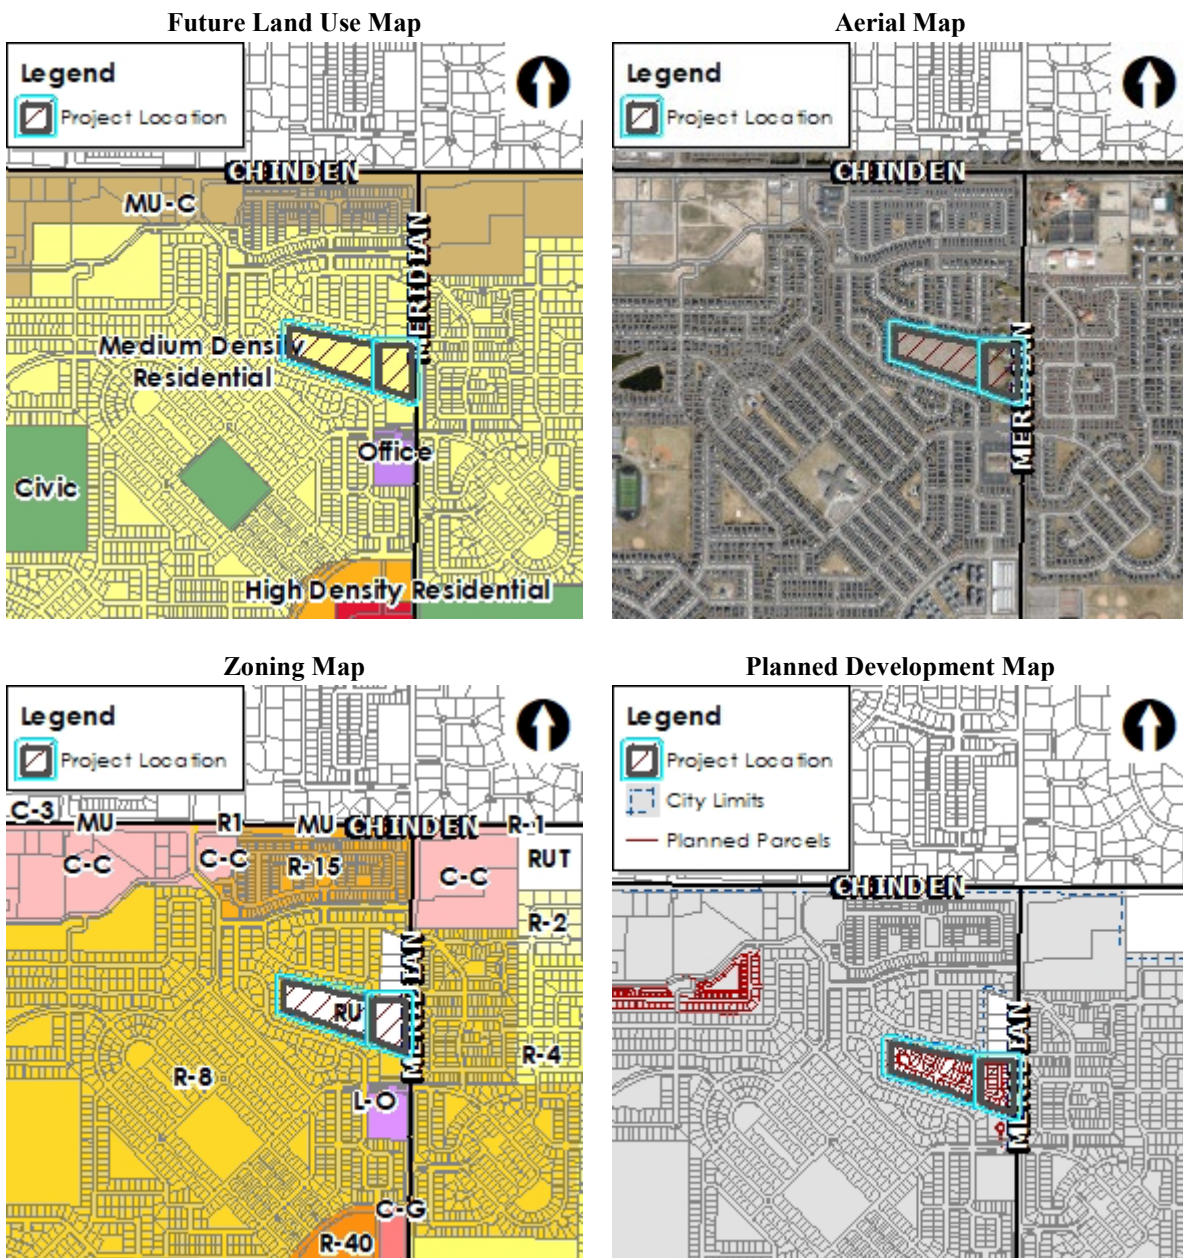 Future Land Use Map
Legend
Project Location
CHINDEN
MU-C
MERIDIAN
Medium Density
Residential
Office
Civic
High Density Residential
Aerial Map
Legend
Project Location
CHINDEN
MERIDIAN
Zoning Map
Legend
Project Location
C-3
MU
R1
MU
CHINDEN
R-1
C-C
C-C
R-15
C-C
RUT
R-2
RU
MERIDIAN
R-4
R-8
L-O
C-G
R-40
Planned Development Map
Legend
Project Location
City Limits
Planned Parcels
CHINDEN
MERIDIAN